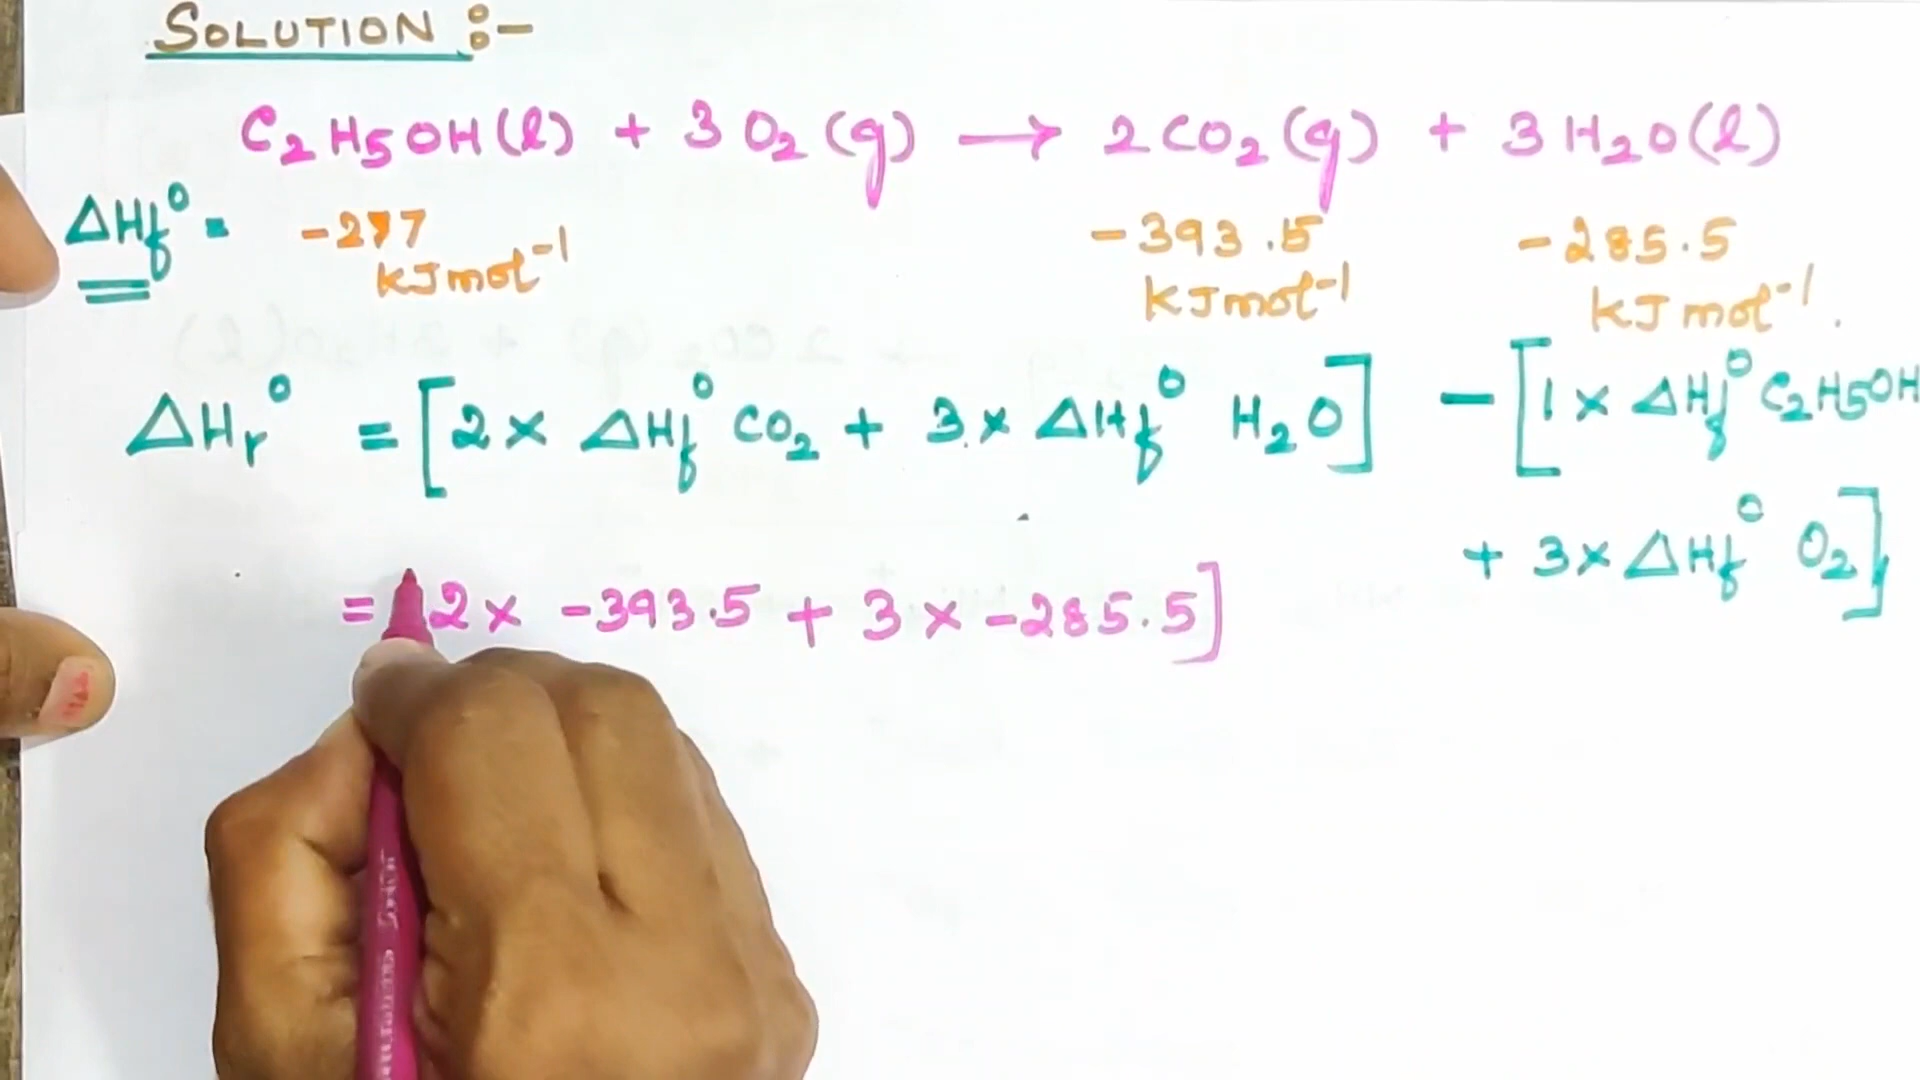 SOLUTION :-
C₂H₅OH(l) + 3O₂(g) → 2CO₂(g) + 3H₂O(l)
ΔHf° = -277 kJmol⁻¹ -393.5 kJmol⁻¹ -285.5 kJmol⁻¹.
ΔHr° = [2 × ΔHf° CO₂ + 3 × ΔHf° H₂O] - [1 × ΔHf° C₂H₅OH
+ 3 × ΔHf° O₂]
= 2 × -393.5 + 3 × -285.5]